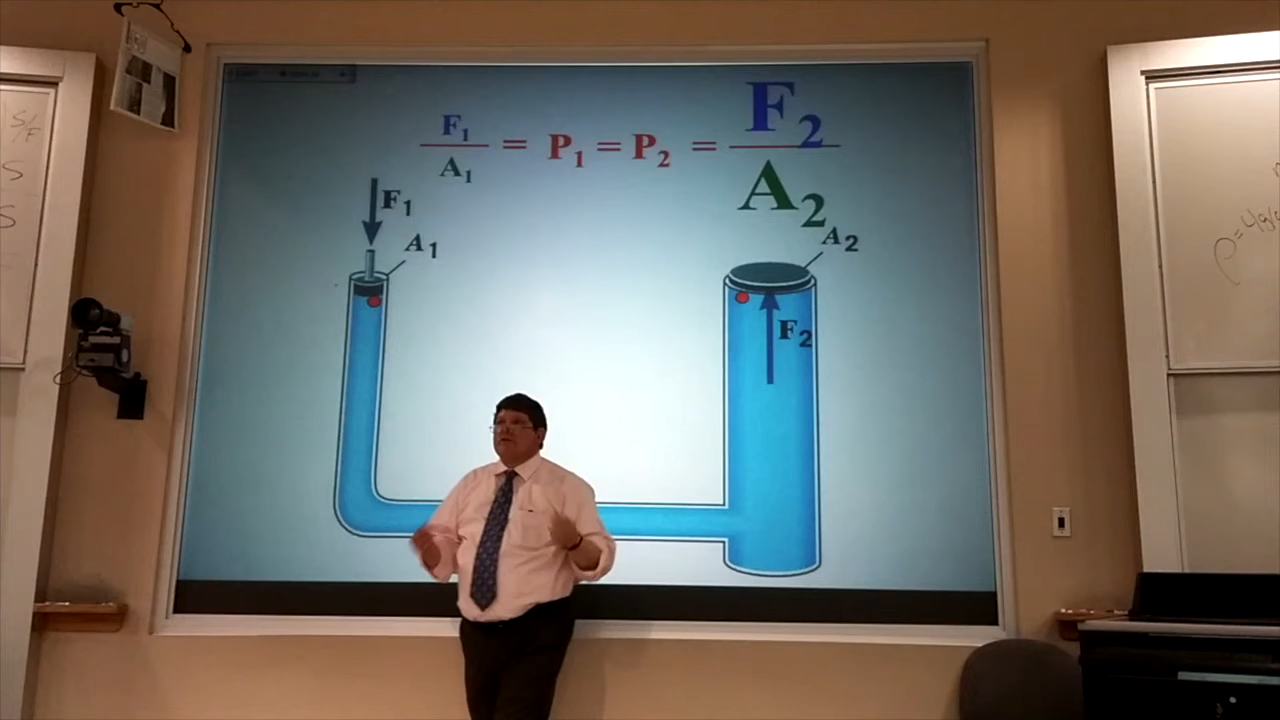 F₁/A₁ = P₁ = P₂ = F₂/A₂
F₁
A₁
A₂
F₂
S/F
S
S